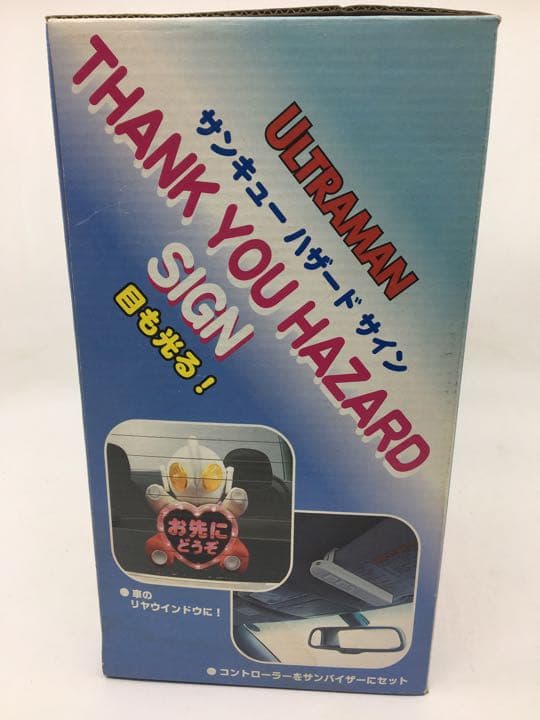 ULTRAMAN
サンキュー ハザード サイン
THANK YOU HAZARD
SIGN
目も光る！
お先に
どうぞ
●車の
リヤウインドウに！
●コントローラーをサンバイザーにセット